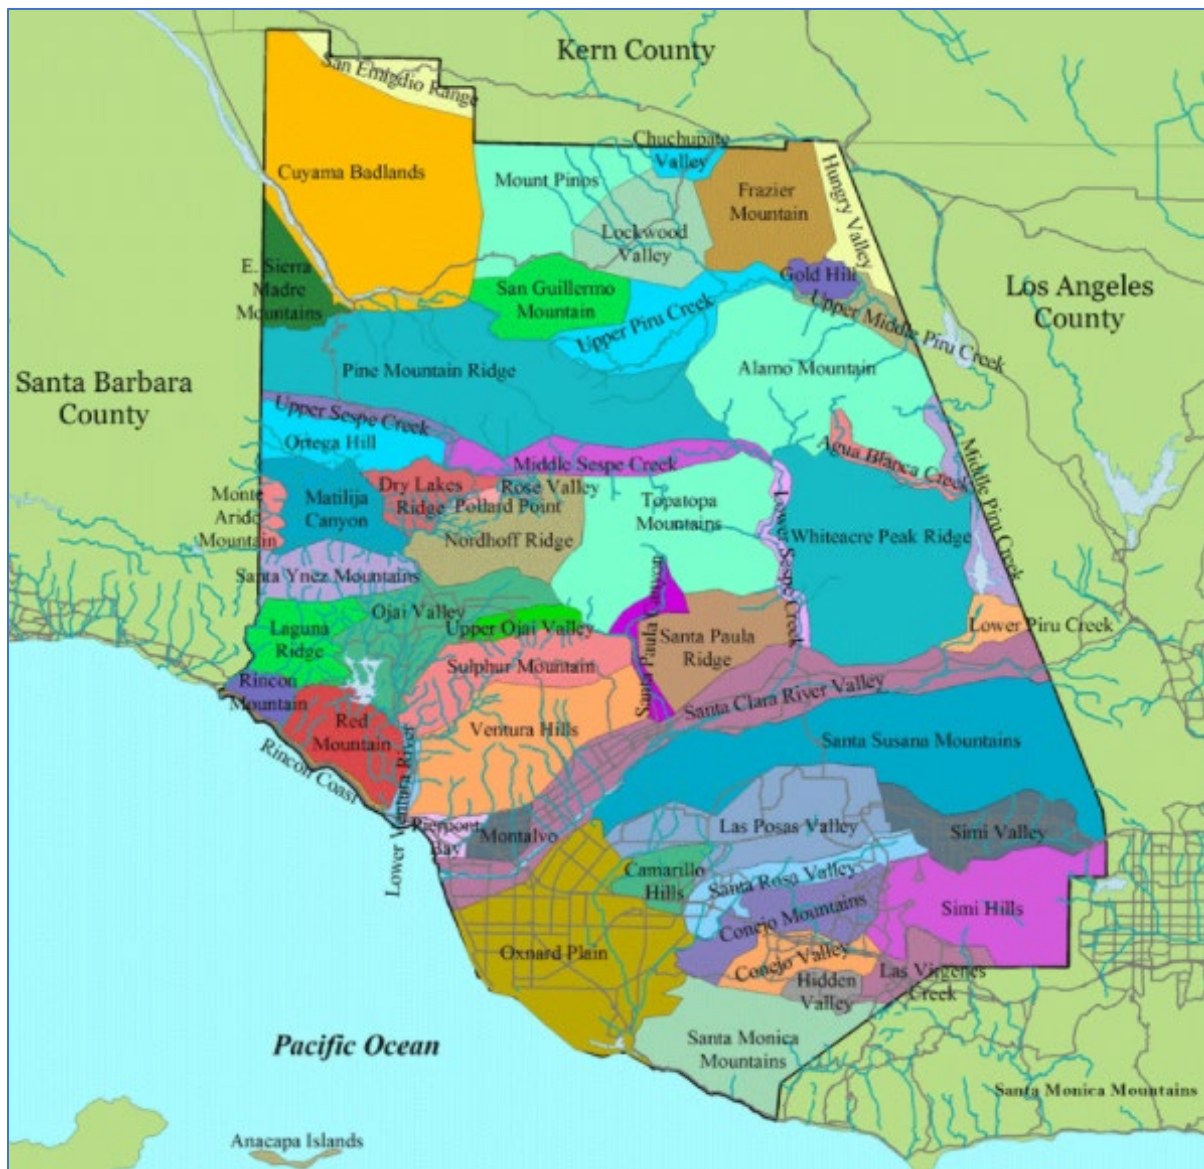 Kern County
San Emigdio Range
Chuchupate
Valley
Cuyama Badlands
Mount Pinos
Frazier
Mountain
Hungry Valley
Lockwood
Valley
E. Sierra
Madre
Mountains
San Guillermo
Mountain
Gold Hill
Los Angeles
County
Upper Piru Creek
Upper Middle Piru Creek
Santa Barbara
County
Pine Mountain Ridge
Alamo Mountain
Upper Sespe Creek
Ortega Hill
Middle Sespe Creek
Agua Blanca Creek
Middle Piru Creek
Monte
Arido
Mountain
Matilija
Canyon
Dry Lakes
Ridge
Rose Valley
Pollard Point
Nordhoff Ridge
Topatopa
Mountains
Lower Sespe Creek
Whiteacre Peak Ridge
Santa Ynez Mountains
Ojai Valley
Upper Ojai Valley
Santa Paula Canyon
Laguna
Ridge
Santa Paula
Ridge
Lower Piru Creek
Sulphur Mountain
Rincon
Mountain
Santa Clara River Valley
Red
Mountain
Ventura Hills
Santa Susana Mountains
Rincon Coast
Lower Ventura River
Pierpont
Bay
Montalvo
Las Posas Valley
Simi Valley
Camarillo
Hills
Santa Rosa Valley
Conejo Mountains
Simi Hills
Oxnard Plain
Conejo Valley
Hidden
Valley
Las Virgenes
Creek
Pacific Ocean
Santa Monica
Mountains
Santa Monica Mountains
Anacapa Islands